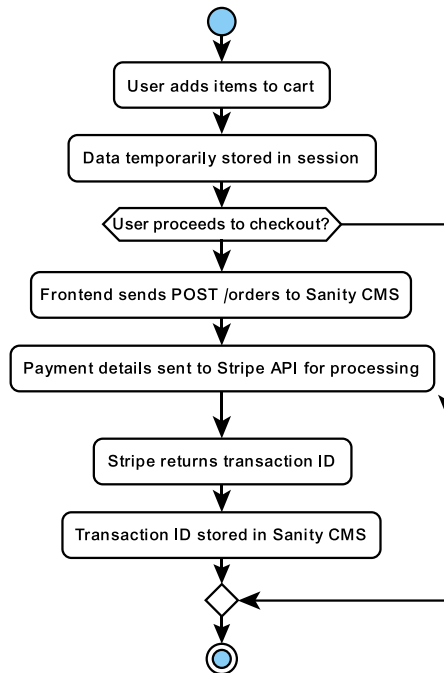 User adds items to cart
Data temporarily stored in session
User proceeds to checkout?
Frontend sends POST /orders to Sanity CMS
Payment details sent to Stripe API for processing
Stripe returns transaction ID
Transaction ID stored in Sanity CMS